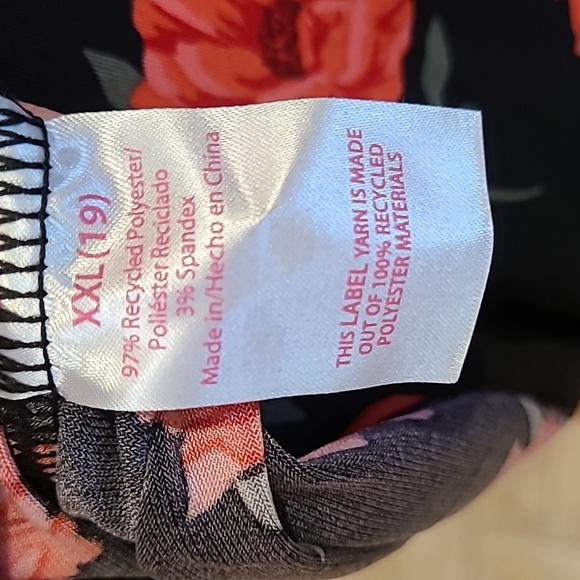 XXL (19)
97% Recycled Polyester/
Poliéster Reciclado
3% Spandex
Made in/Hecho en China
THIS LABEL YARN IS MADE
OUT OF 100% RECYCLED
POLYESTER MATERIALS